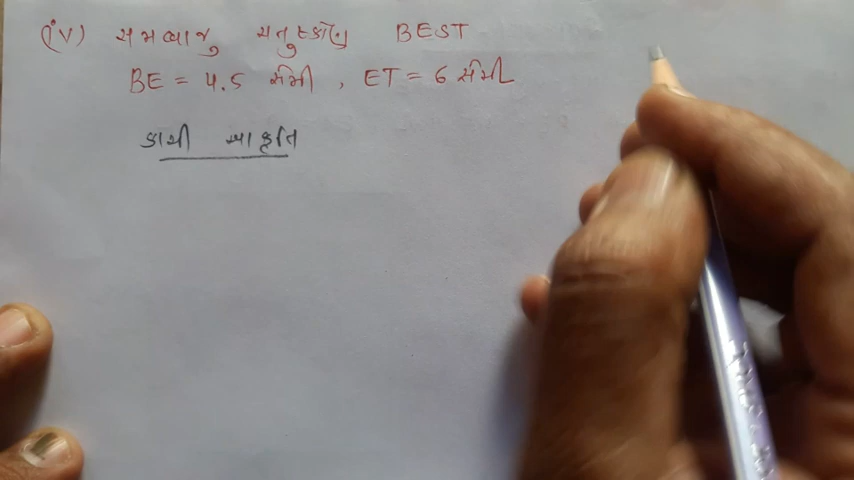 (iv) સમબાજુ ચતુષ્કોણ BEST
BE = 4.5 સેમી , ET = 6 સેમી
કાચી આકૃતિ